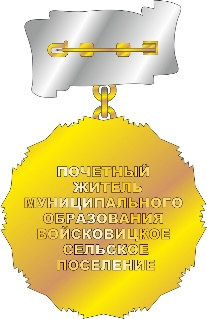 ПОЧЕТНЫЙ
ЖИТЕЛЬ
МУНИЦИПАЛЬНОГО
ОБРАЗОВАНИЯ
ВОЙСКОВИЦКОЕ
СЕЛЬСКОЕ
ПОСЕЛЕНИЕ